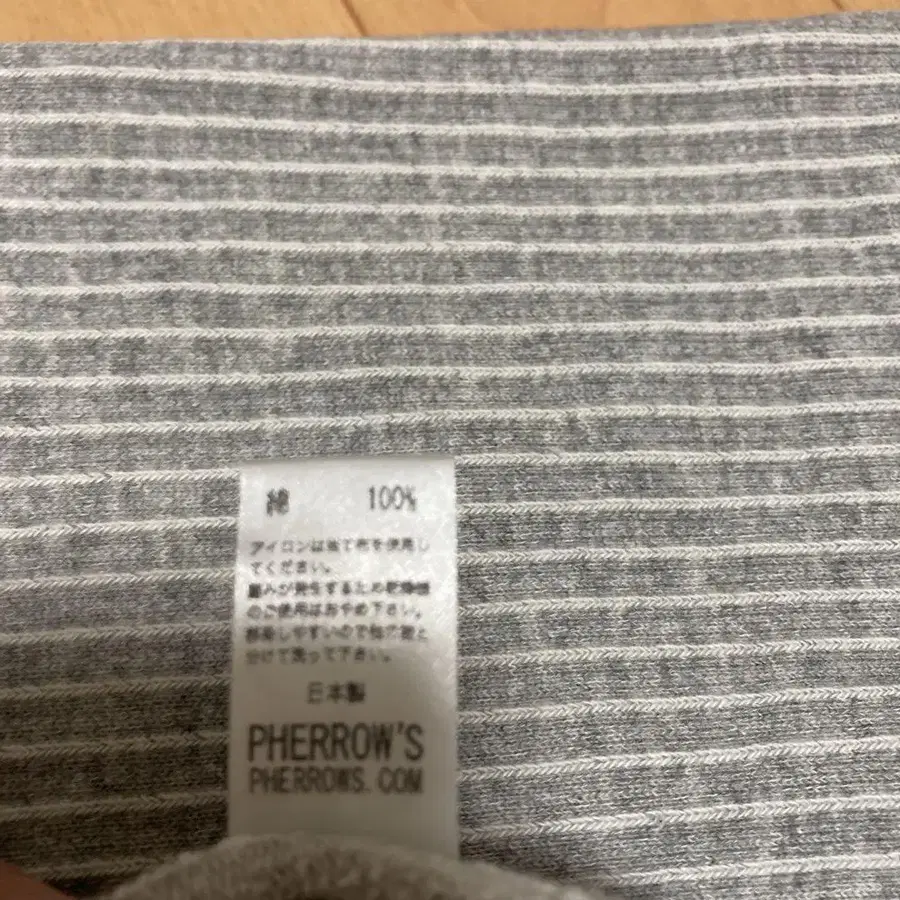 綿 100%
アイロンは当て布を使用し
てください。
縮みが発生するため乾燥機
のご使用はおやめ下さい。
移染しやすいので他の物と
分けて洗って下さい。
日本製
PHERROW'S
PHERROWS.COM